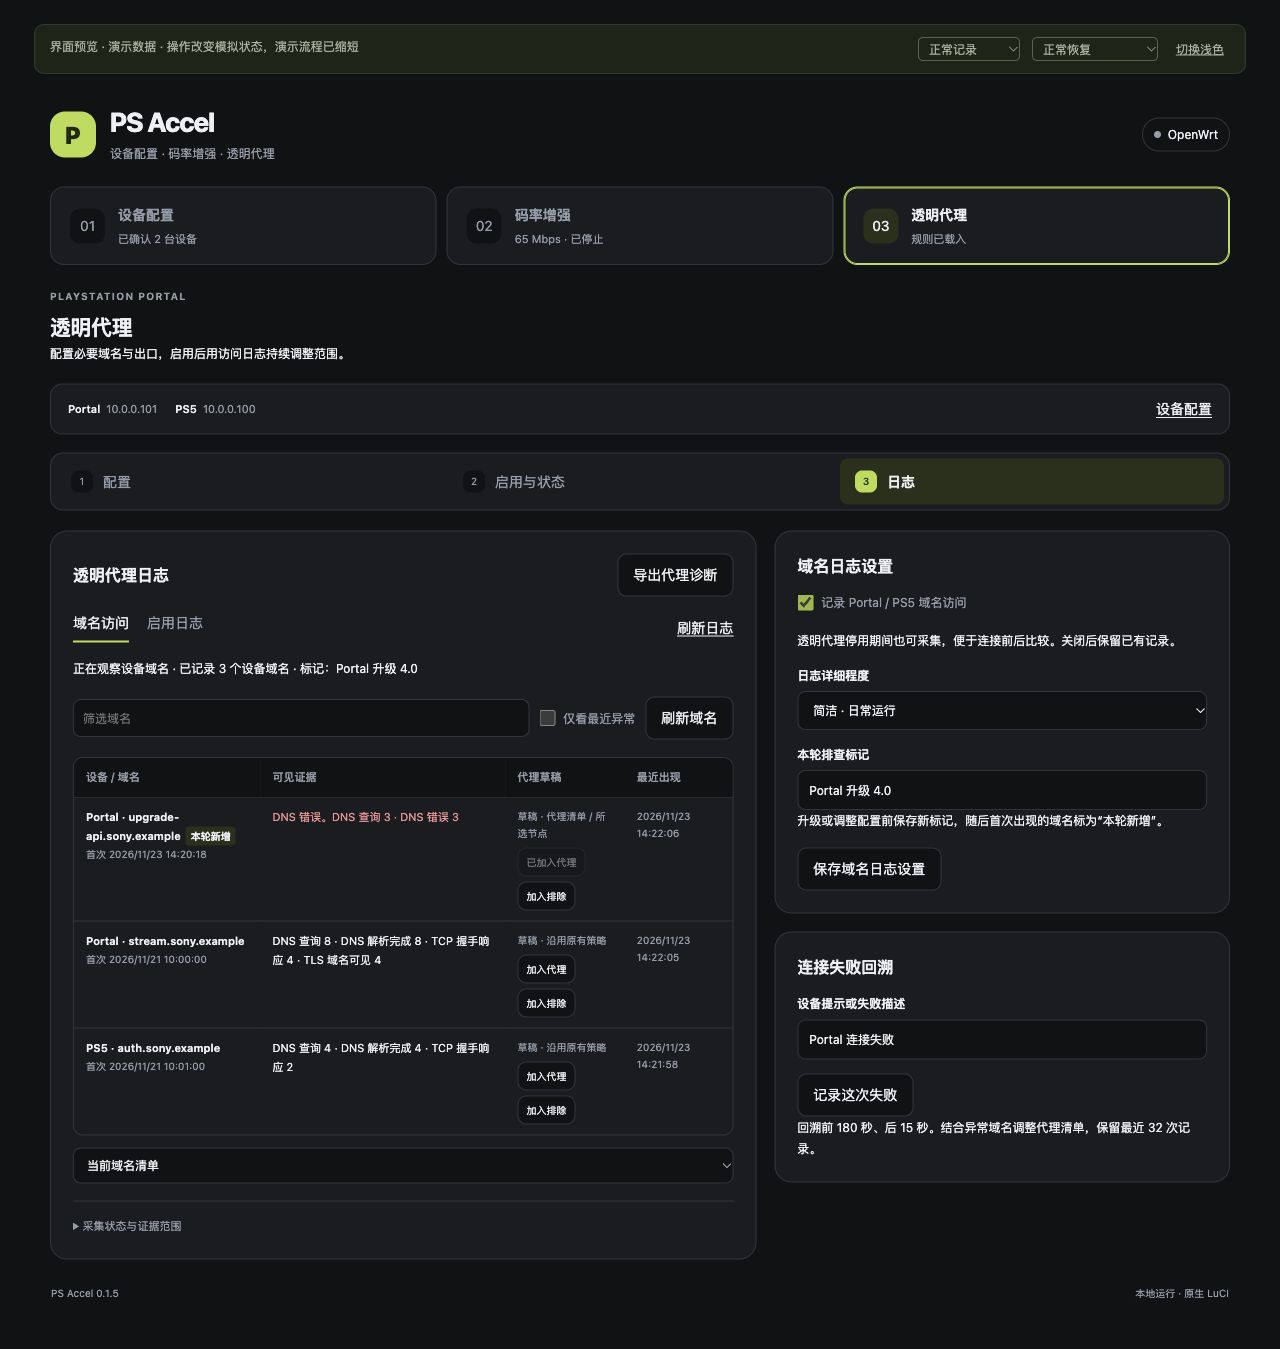 界面预览 · 演示数据 · 操作改变模拟状态，演示流程已缩短
正常记录
正常恢复
切换浅色
P
PS Accel
设备配置 · 码率增强 · 透明代理
OpenWrt
01
设备配置
已确认 2 台设备
02
码率增强
65 Mbps · 已停止
03
透明代理
规则已载入
PLAYSTATION PORTAL
透明代理
配置必要域名与出口，启用后用访问日志持续调整范围。
Portal 10.0.0.101 PS5 10.0.0.100
设备配置
1 配置
2 启用与状态
3 日志
透明代理日志
导出代理诊断
域名访问 启用日志
刷新日志
正在观察设备域名 · 已记录 3 个设备域名 · 标记：Portal 升级 4.0
筛选域名
仅看最近异常
刷新域名
设备 / 域名 可见证据 代理草稿 最近出现
Portal · upgrade-
api.sony.example 本轮新增
首次 2026/11/23 14:20:18
DNS 错误。DNS 查询 3 · DNS 错误 3
草稿 · 代理清单 / 所
选节点
已加入代理
加入排除
2026/11/23
14:22:06
Portal · stream.sony.example
首次 2026/11/21 10:00:00
DNS 查询 8 · DNS 解析完成 8 · TCP 握手响
应 4 · TLS 域名可见 4
草稿 · 沿用原有策略
加入代理
加入排除
2026/11/23
14:22:05
PS5 · auth.sony.example
首次 2026/11/21 10:01:00
DNS 查询 4 · DNS 解析完成 4 · TCP 握手响
应 2
草稿 · 沿用原有策略
加入代理
加入排除
2026/11/23
14:21:58
当前域名清单
采集状态与证据范围
域名日志设置
记录 Portal / PS5 域名访问
透明代理停用期间也可采集，便于连接前后比较。关闭后保留已有记录。
日志详细程度
简洁 · 日常运行
本轮排查标记
Portal 升级 4.0
升级或调整配置前保存新标记，随后首次出现的域名标为“本轮新增”。
保存域名日志设置
连接失败回溯
设备提示或失败描述
Portal 连接失败
记录这次失败
回溯前 180 秒、后 15 秒。结合异常域名调整代理清单，保留最近 32 次记
录。
PS Accel 0.1.5
本地运行 · 原生 LuCI